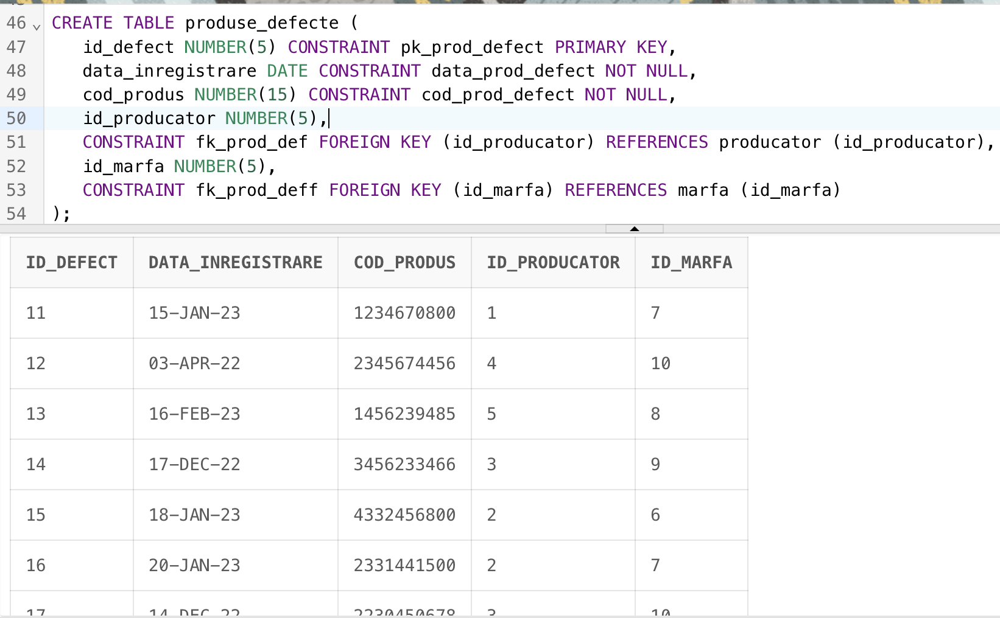 46 CREATE TABLE produse_defecte (
47 id_defect NUMBER(5) CONSTRAINT pk_prod_defect PRIMARY KEY,
48 data_inregistrare DATE CONSTRAINT data_prod_defect NOT NULL,
49 cod_produs NUMBER(15) CONSTRAINT cod_prod_defect NOT NULL,
50 id_producator NUMBER(5),
51 CONSTRAINT fk_prod_def FOREIGN KEY (id_producator) REFERENCES producator (id_producator),
52 id_marfa NUMBER(5),
53 CONSTRAINT fk_prod_deff FOREIGN KEY (id_marfa) REFERENCES marfa (id_marfa)
54 );
ID_DEFECT DATA_INREGISTRARE COD_PRODUS ID_PRODUCATOR ID_MARFA
11 15-JAN-23 1234670800 1 7
12 03-APR-22 2345674456 4 10
13 16-FEB-23 1456239485 5 8
14 17-DEC-22 3456233466 3 9
15 18-JAN-23 4332456800 2 6
16 20-JAN-23 2331441500 2 7
17 14-DEC-22 2230450678 3 10